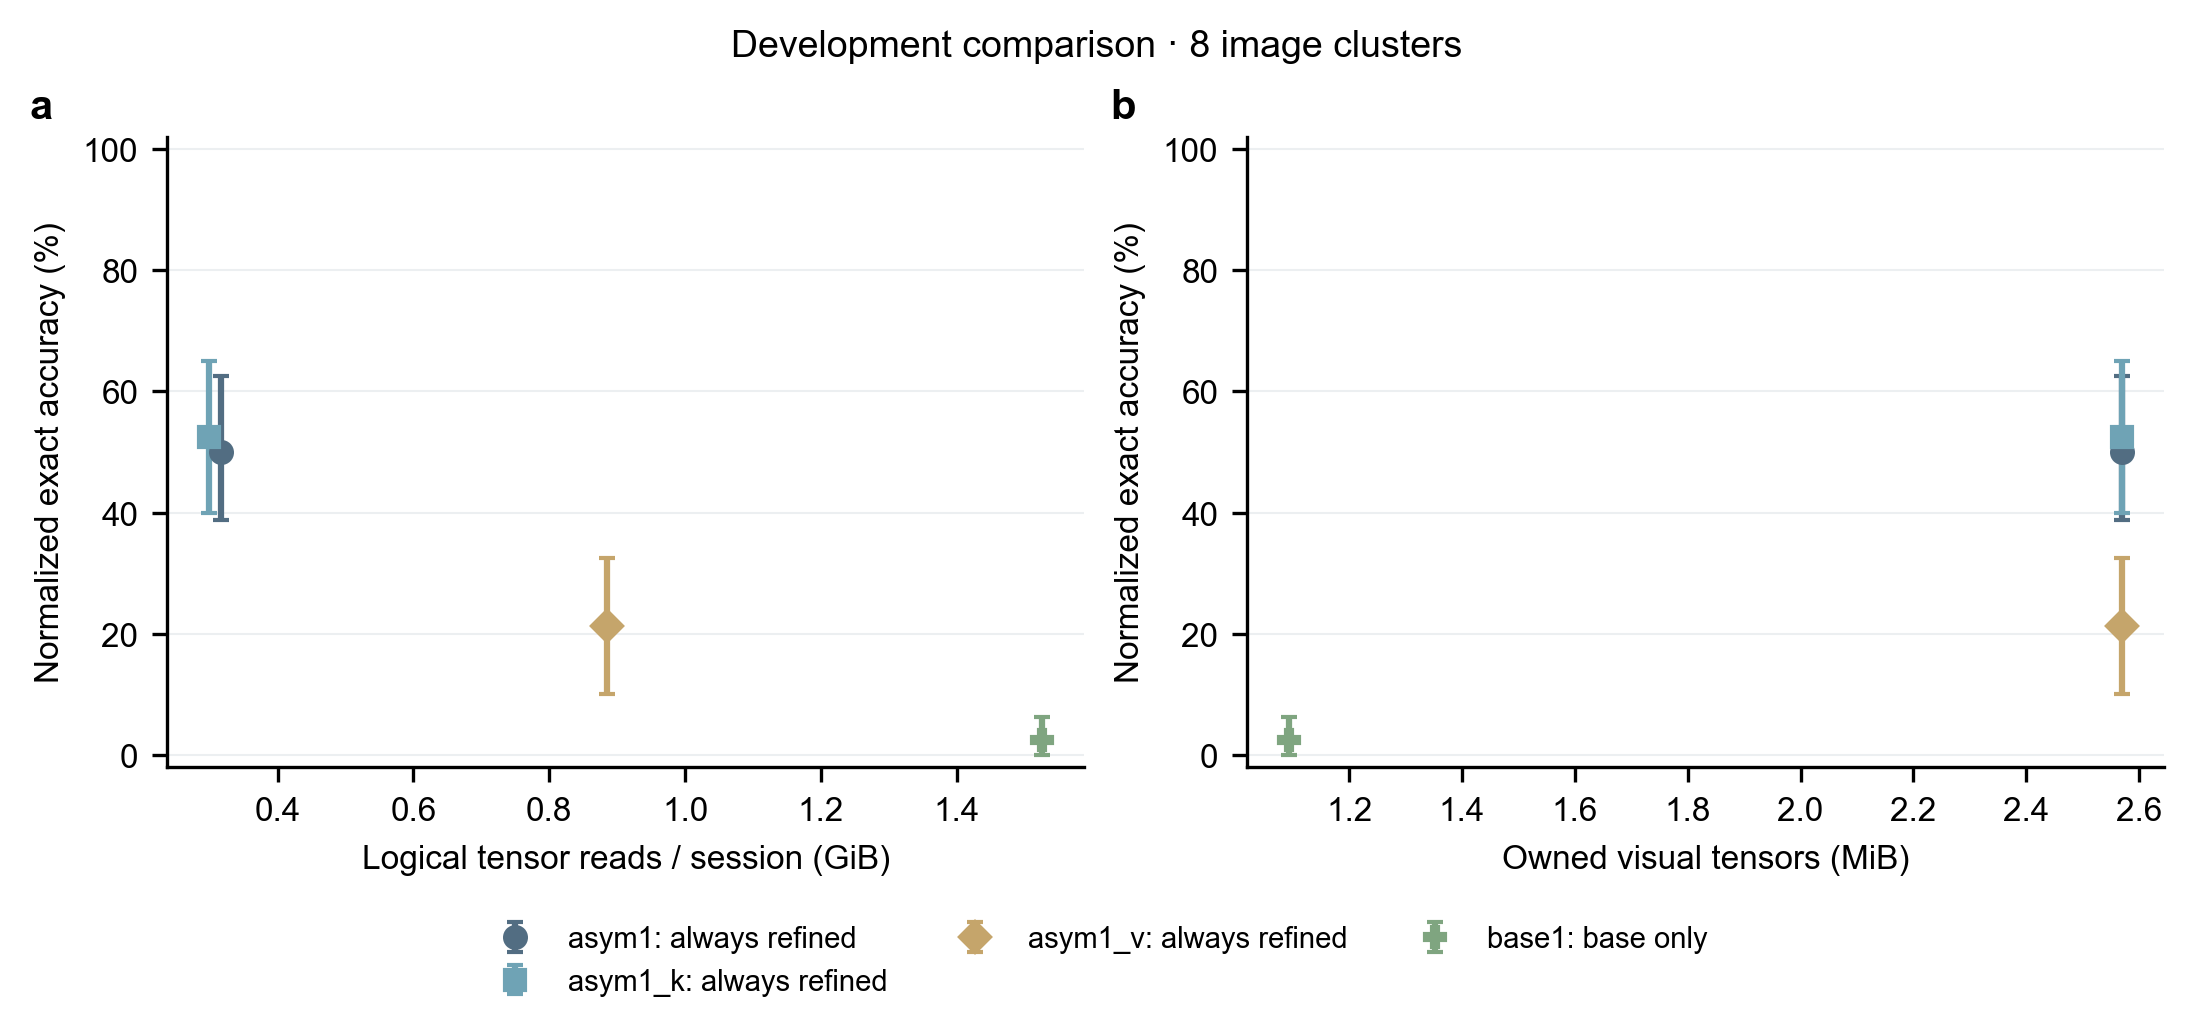 Development comparison · 8 image clusters
a
Normalized exact accuracy (%)
100
80
60
40
20
0
0.4 0.6 0.8 1.0 1.2 1.4
Logical tensor reads / session (GiB)
b
Normalized exact accuracy (%)
100
80
60
40
20
0
1.2 1.4 1.6 1.8 2.0 2.2 2.4 2.6
Owned visual tensors (MiB)
asym1: always refined
asym1_k: always refined
asym1_v: always refined
base1: base only